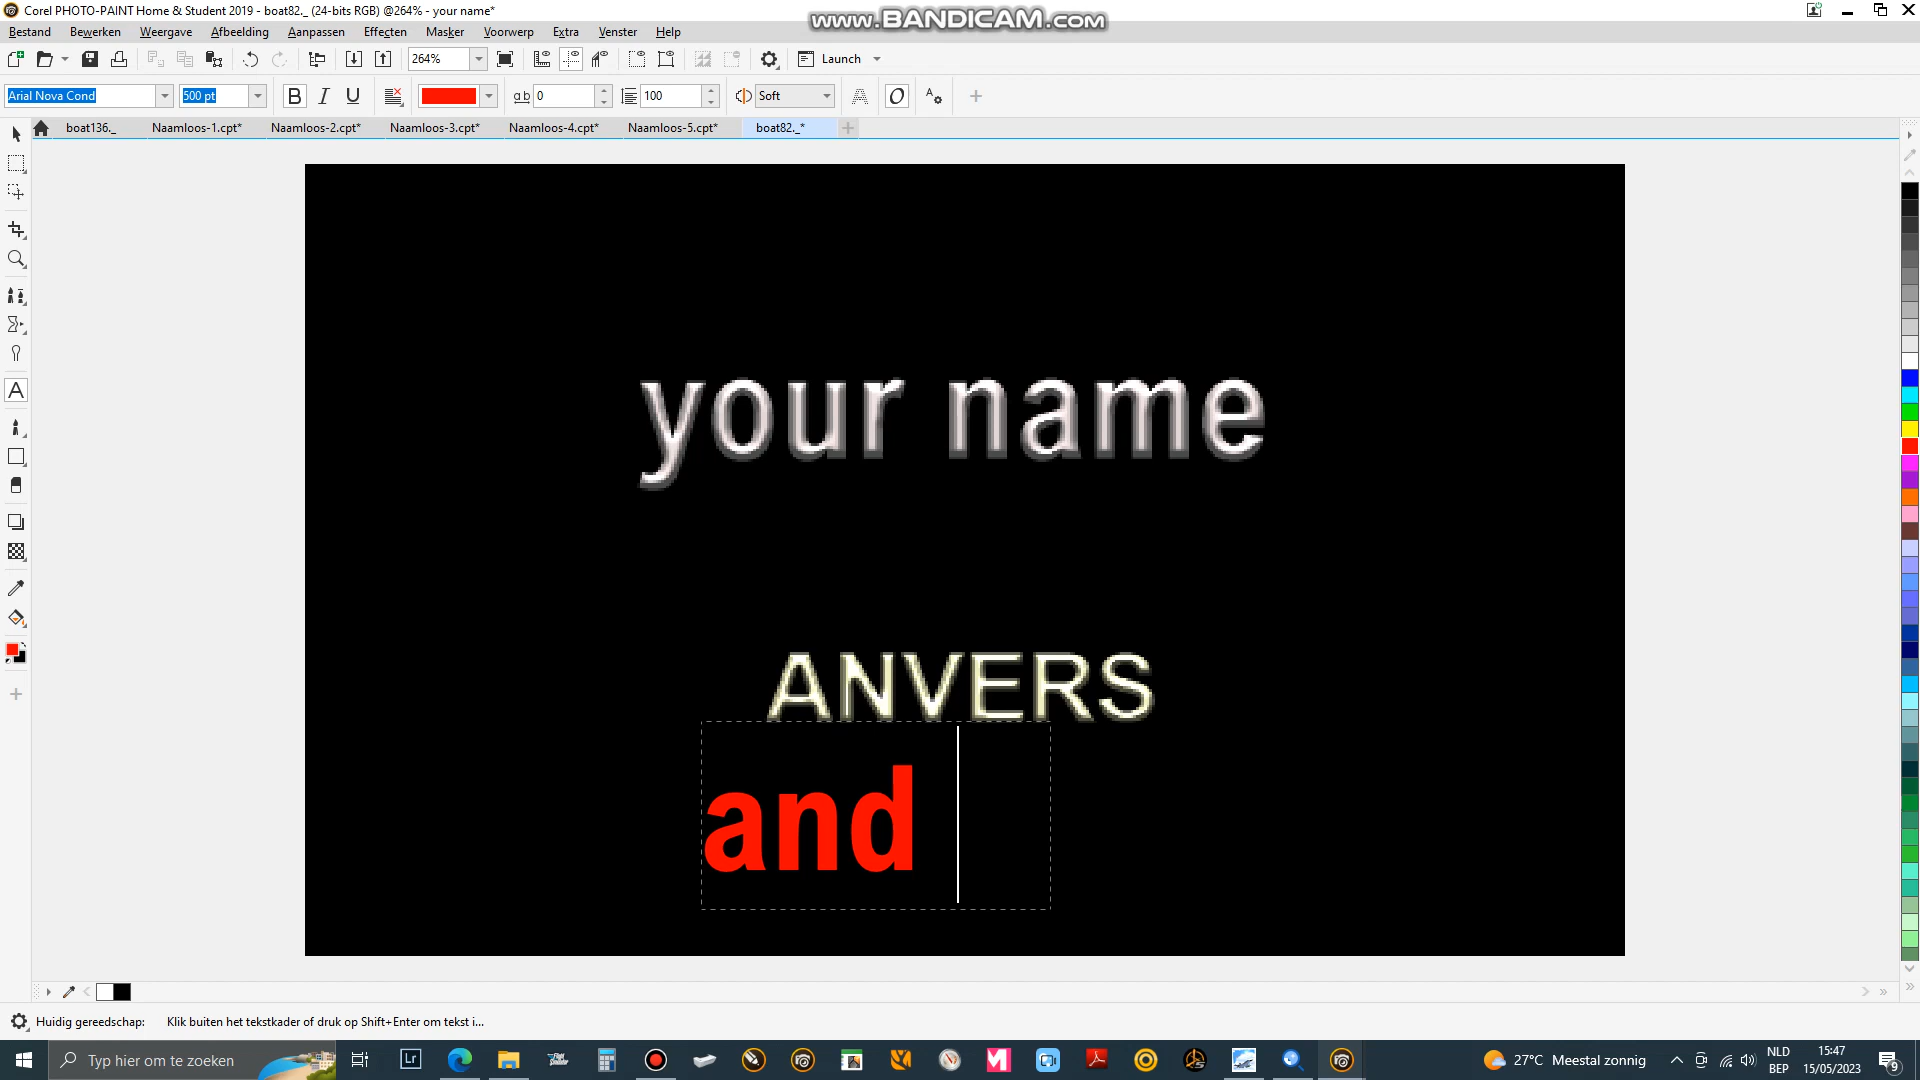 Corel PHOTO-PAINT Home & Student 2019 - boat82._ (24-bits RGB) @264% - your name*
www.BANDICAM.com
Bestand Bewerken Weergave Afbeelding Aanpassen Effecten Masker Voorwerp Extra Venster Help
264% Launch
Arial Nova Cond 500 pt B I U ab 0 100 Soft
boat136._ Naamloos-1.cpt* Naamloos-2.cpt* Naamloos-3.cpt* Naamloos-4.cpt* Naamloos-5.cpt* boat82._*
your name
ANVERS
and
Huidig gereedschap: Klik buiten het tekstkader of druk op Shift+Enter om tekst i...
Typ hier om te zoeken Lr 27°C Meestal zonnig NLD 15:47
BEP 15/05/2023 9